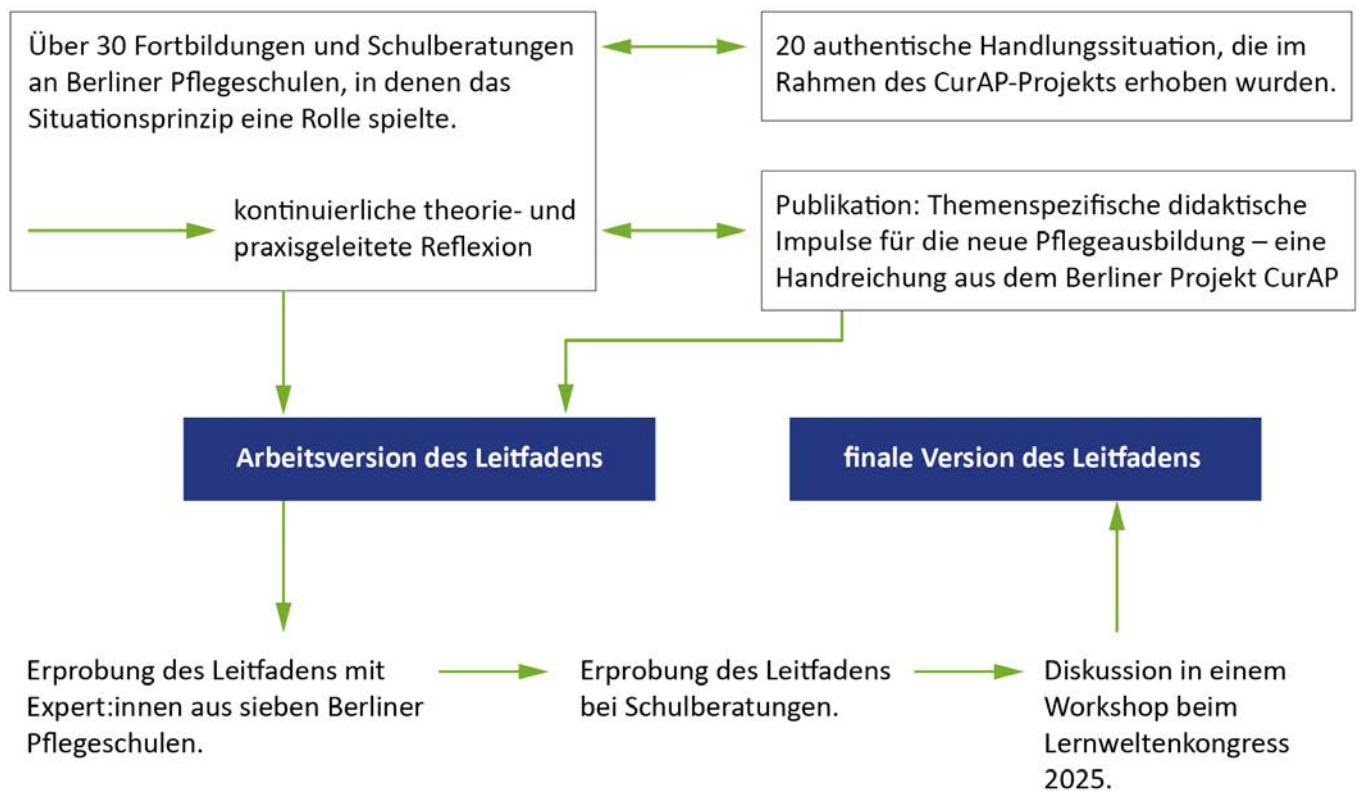 Über 30 Fortbildungen und Schulberatungen
an Berliner Pflegeschulen, in denen das
Situationsprinzip eine Rolle spielte.
kontinuierliche theorie- und
praxisgeleitete Reflexion
20 authentische Handlungssituation, die im
Rahmen des CurAP-Projekts erhoben wurden.
Publikation: Themenspezifische didaktische
Impulse für die neue Pflegeausbildung – eine
Handreichung aus dem Berliner Projekt CurAP
Arbeitsversion des Leitfadens
finale Version des Leitfadens
Erprobung des Leitfadens mit
Expert:innen aus sieben Berliner
Pflegeschulen.
Erprobung des Leitfadens
bei Schulberatungen.
Diskussion in einem
Workshop beim
Lernweltenkongress
2025.